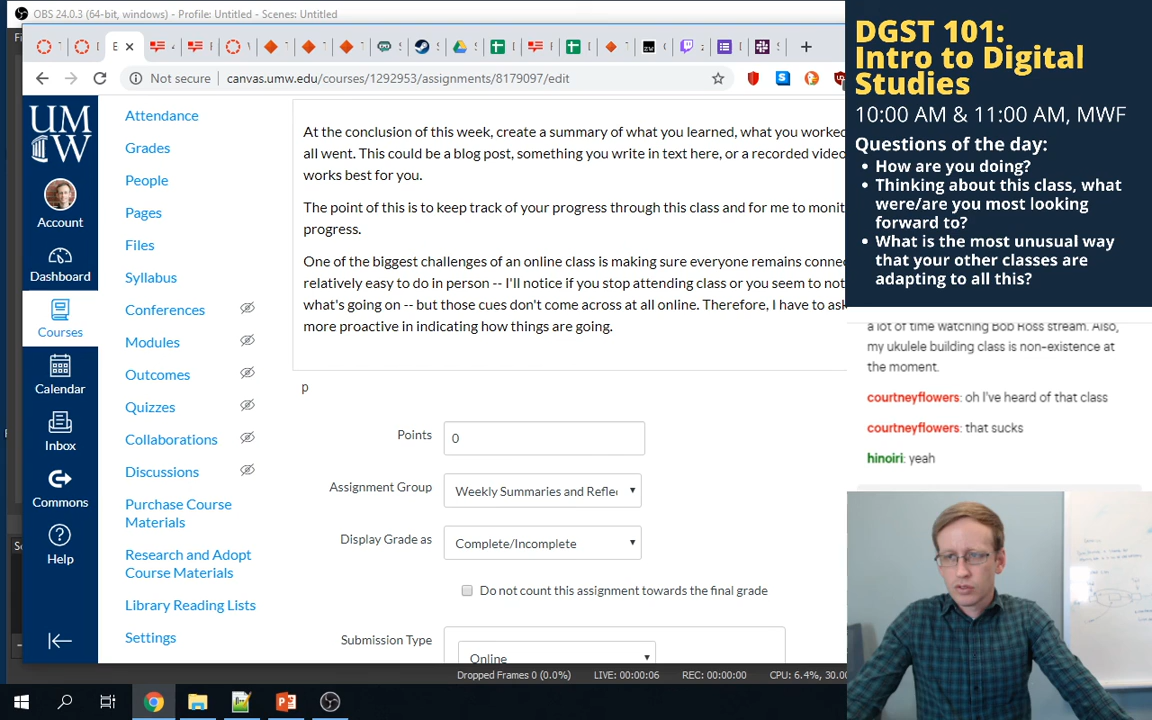 OBS 24.0.3 (64-bit, windows) - Profile: Untitled - Scenes: Untitled
Not secure
canvas.umw.edu/courses/1292953/assignments/8179097/edit
UM
W
Account
Dashboard
Courses
Calendar
Inbox
Commons
Help
Attendance
Grades
People
Pages
Files
Syllabus
Conferences
Modules
Outcomes
Quizzes
Collaborations
Discussions
Purchase Course
Materials
Research and Adopt
Course Materials
Library Reading Lists
Settings
At the conclusion of this week, create a summary of what you learned, what you worked
all went. This could be a blog post, something you write in text here, or a recorded video
works best for you.
The point of this is to keep track of your progress through this class and for me to monit
progress.
One of the biggest challenges of an online class is making sure everyone remains conne
relatively easy to do in person -- I'll notice if you stop attending class or you seem to not
what's going on -- but those cues don't come across at all online. Therefore, I have to ask
more proactive in indicating how things are going.
p
Points
0
Assignment Group
Weekly Summaries and Refle
Display Grade as
Complete/Incomplete
Do not count this assignment towards the final grade
Submission Type
Online
Dropped Frames 0 (0.0%)
LIVE: 00:00:06
REC: 00:00:00
CPU: 6.4%, 30.00
DGST 101:
Intro to Digital
Studies
10:00 AM & 11:00 AM, MWF
Questions of the day:
• How are you doing?
• Thinking about this class, what
were/are you most looking
forward to?
• What is the most unusual way
that your other classes are
adapting to all this?
a lot of time watching Bob Ross stream. Also,
my ukulele building class is non-existence at
the moment.
courtneyflowers: oh I've heard of that class
courtneyflowers: that sucks
hinoiri: yeah